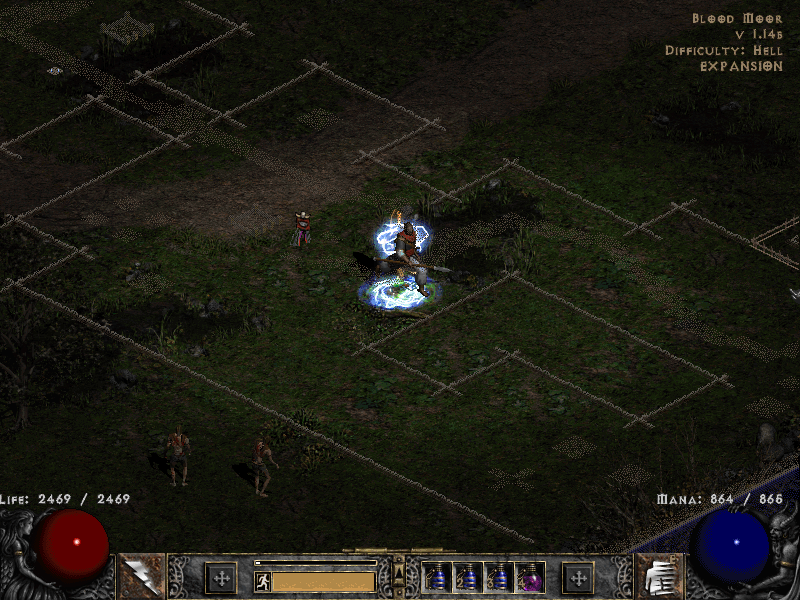 Blood Moor
v 1.14b
Difficulty: Hell
EXPANSION
Life: 2469 / 2469
Mana: 864 / 866